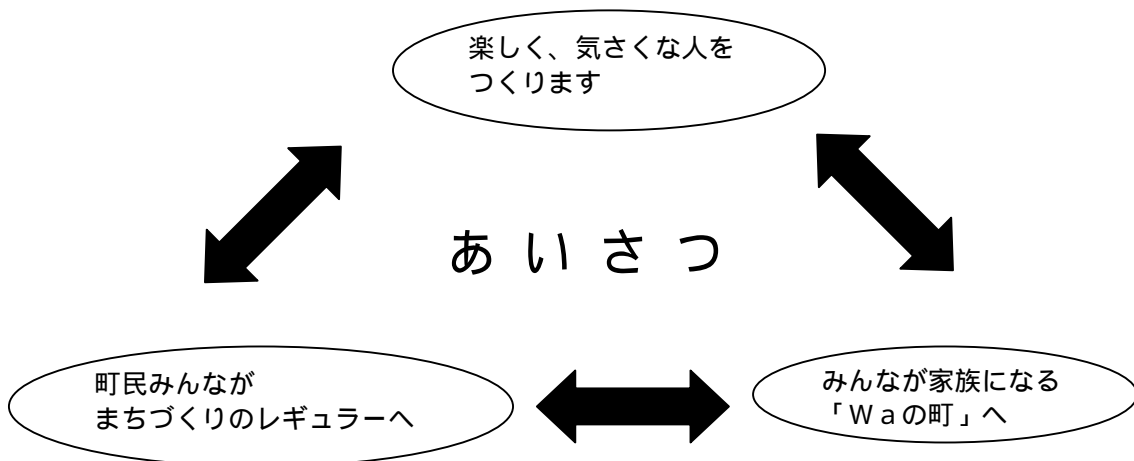 楽しく、気さくな人を
つくります
あいさつ
町民みんなが
まちづくりのレギュラーへ
みんなが家族になる
「Ｗａの町」へ